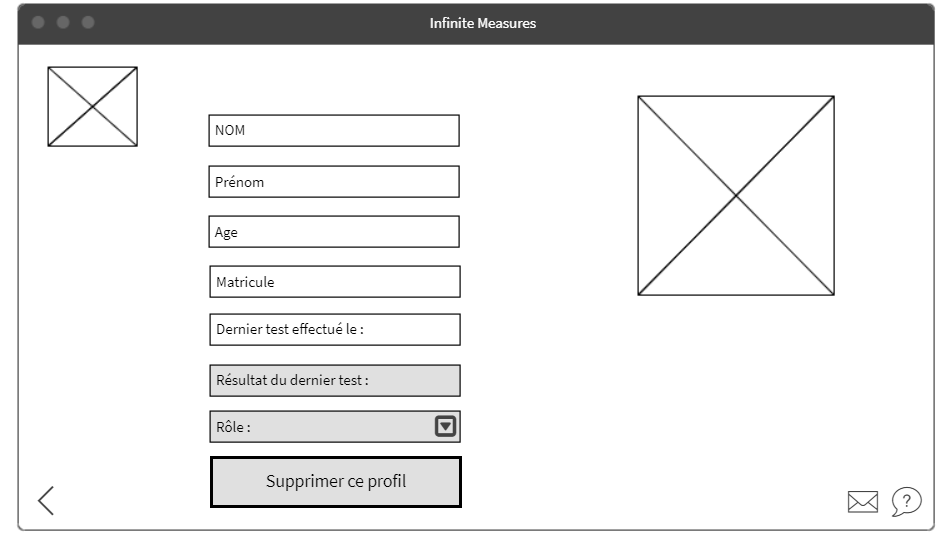 Infinite Measures
NOM
Prénom
Age
Matricule
Dernier test effectué le :
Résultat du dernier test :
Rôle :
Supprimer ce profil
?